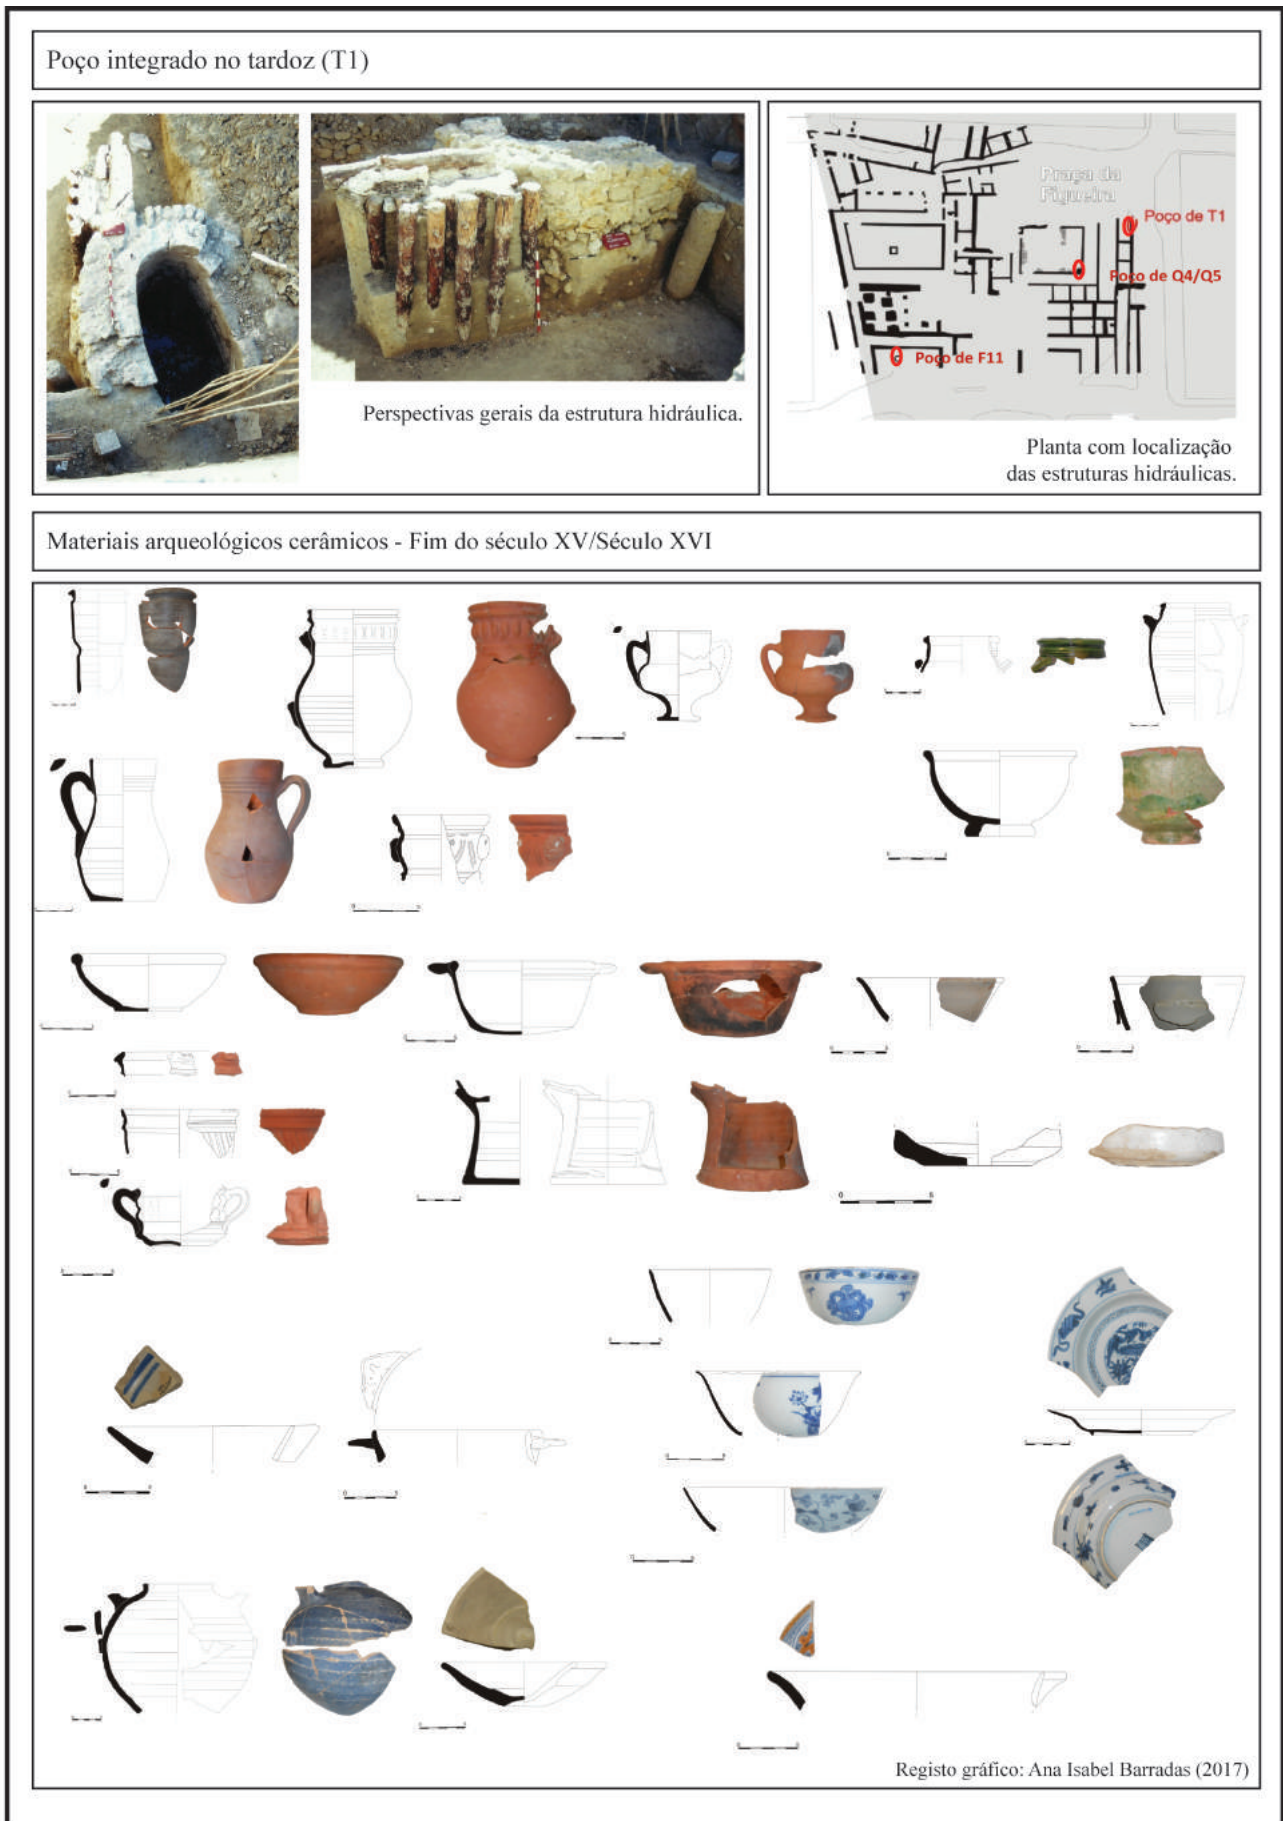 Poço integrado no tardoz (T1)
Perspectivas gerais da estrutura hidráulica.
Praça da
Figueira
Poço de T1
Poço de Q4/Q5
Poço de F11
Planta com localização
das estruturas hidráulicas.
Materiais arqueológicos cerâmicos - Fim do século XV/Século XVI
Registo gráfico: Ana Isabel Barradas (2017)